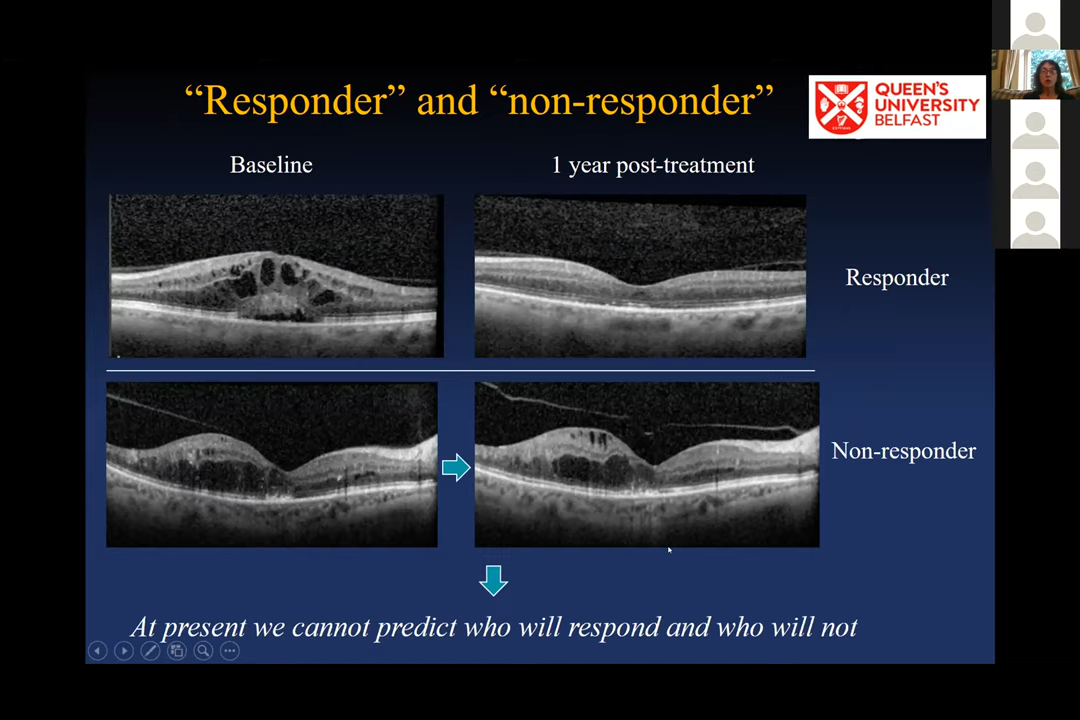 “Responder” and “non-responder”
QUEEN'S
UNIVERSITY
BELFAST
Baseline
1 year post-treatment
Responder
Non-responder
At present we cannot predict who will respond and who will not